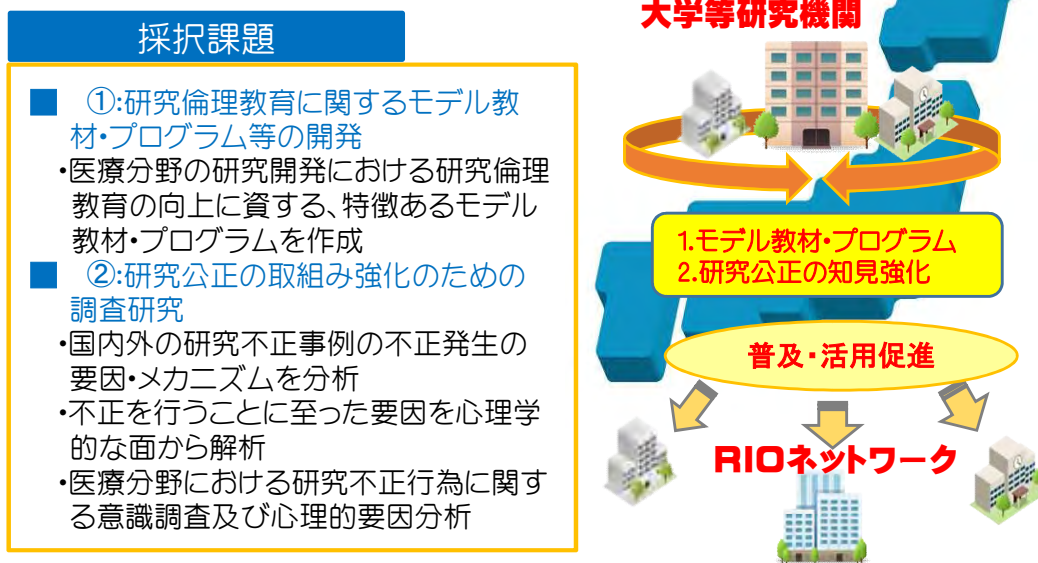 採択課題
■ ①:研究倫理教育に関するモデル教
材・プログラム等の開発
・医療分野の研究開発における研究倫理
教育の向上に資する、特徴あるモデル
教材・プログラムを作成
■ ②:研究公正の取組み強化のための
調査研究
・国内外の研究不正事例の不正発生の
要因・メカニズムを分析
・不正を行うことに至った要因を心理学
的な面から解析
・医療分野における研究不正行為に関す
る意識調査及び心理的要因分析
大学等研究機関
1.モデル教材・プログラム
2.研究公正の知見強化
普及・活用促進
RIOネットワーク